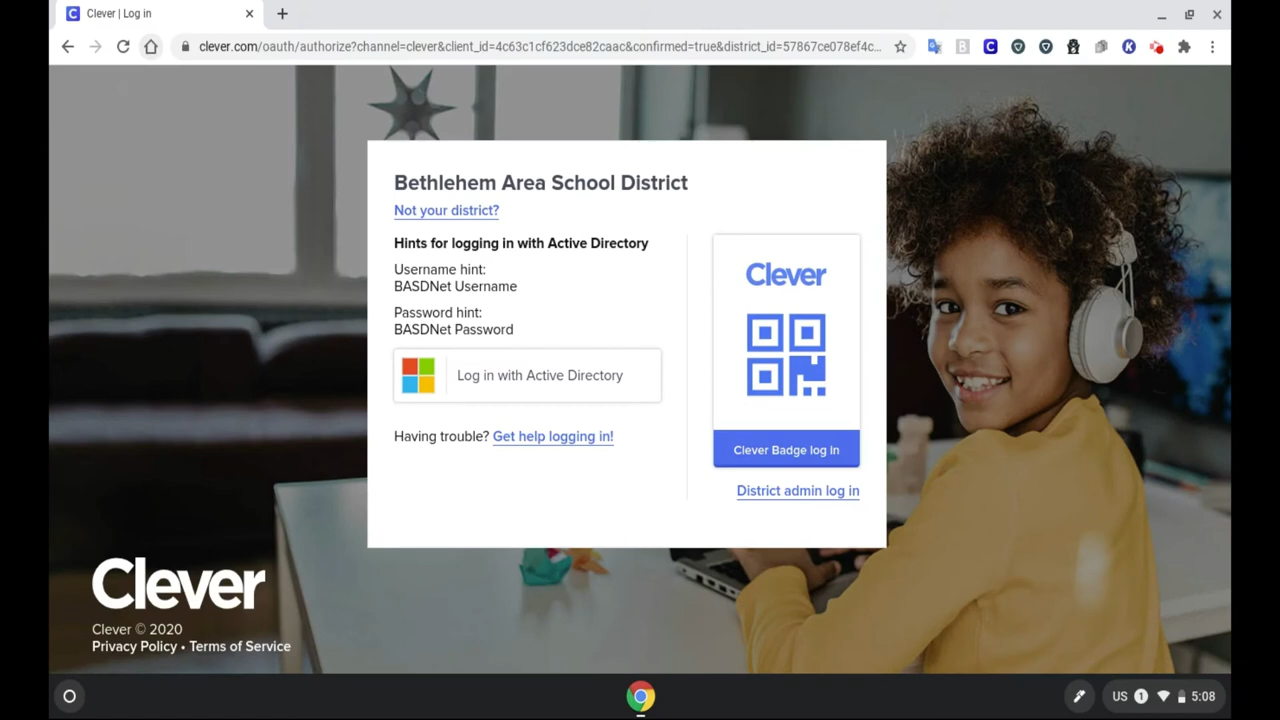 Clever | Log in
clever.com/oauth/authorize?channel=clever&client_id=4c63c1cf623dce82caac&confirmed=true&district_id=57867ce078ef4c...
Bethlehem Area School District
Not your district?
Hints for logging in with Active Directory
Username hint:
BASDNet Username
Password hint:
BASDNet Password
Log in with Active Directory
Having trouble? Get help logging in!
Clever
Clever Badge log in
District admin log in
Clever
Clever © 2020
Privacy Policy • Terms of Service
US 1 5:08